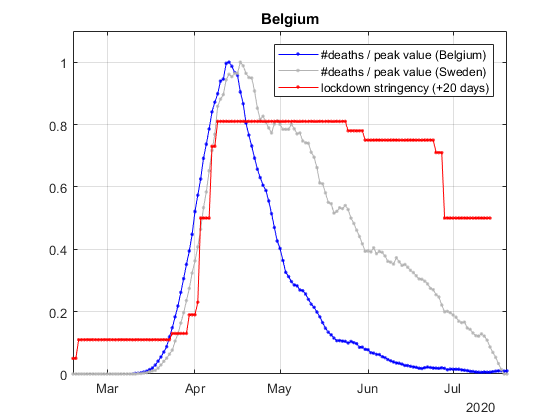 Belgium
#deaths / peak value (Belgium)
#deaths / peak value (Sweden)
lockdown stringency (+20 days)
1
0.8
0.6
0.4
0.2
0
Mar Apr May Jun Jul
2020